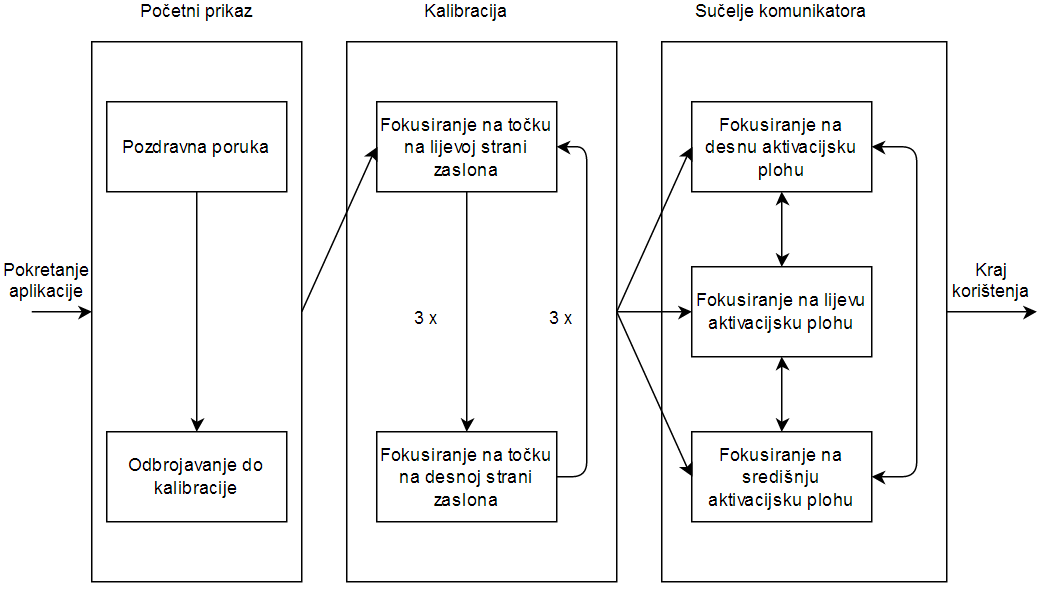 Početni prikaz
Kalibracija
Sučelje komunikatora
Pokretanje
aplikacije
Pozdravna poruka
Odbrojavanje do
kalibracije
Fokusiranje na točku
na lijevoj strani
zaslona
3 x
3 x
Fokusiranje na točku
na desnoj strani
zaslona
Fokusiranje na
desnu aktivacijsku
plohu
Fokusiranje na lijevu
aktivacijsku plohu
Fokusiranje na
središnju
aktivacijsku plohu
Kraj
korištenja